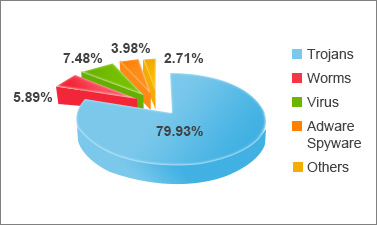 3.98%
7.48%
2.71%
5.89%
79.93%
Trojans
Worms
Virus
Adware
Spyware
Others